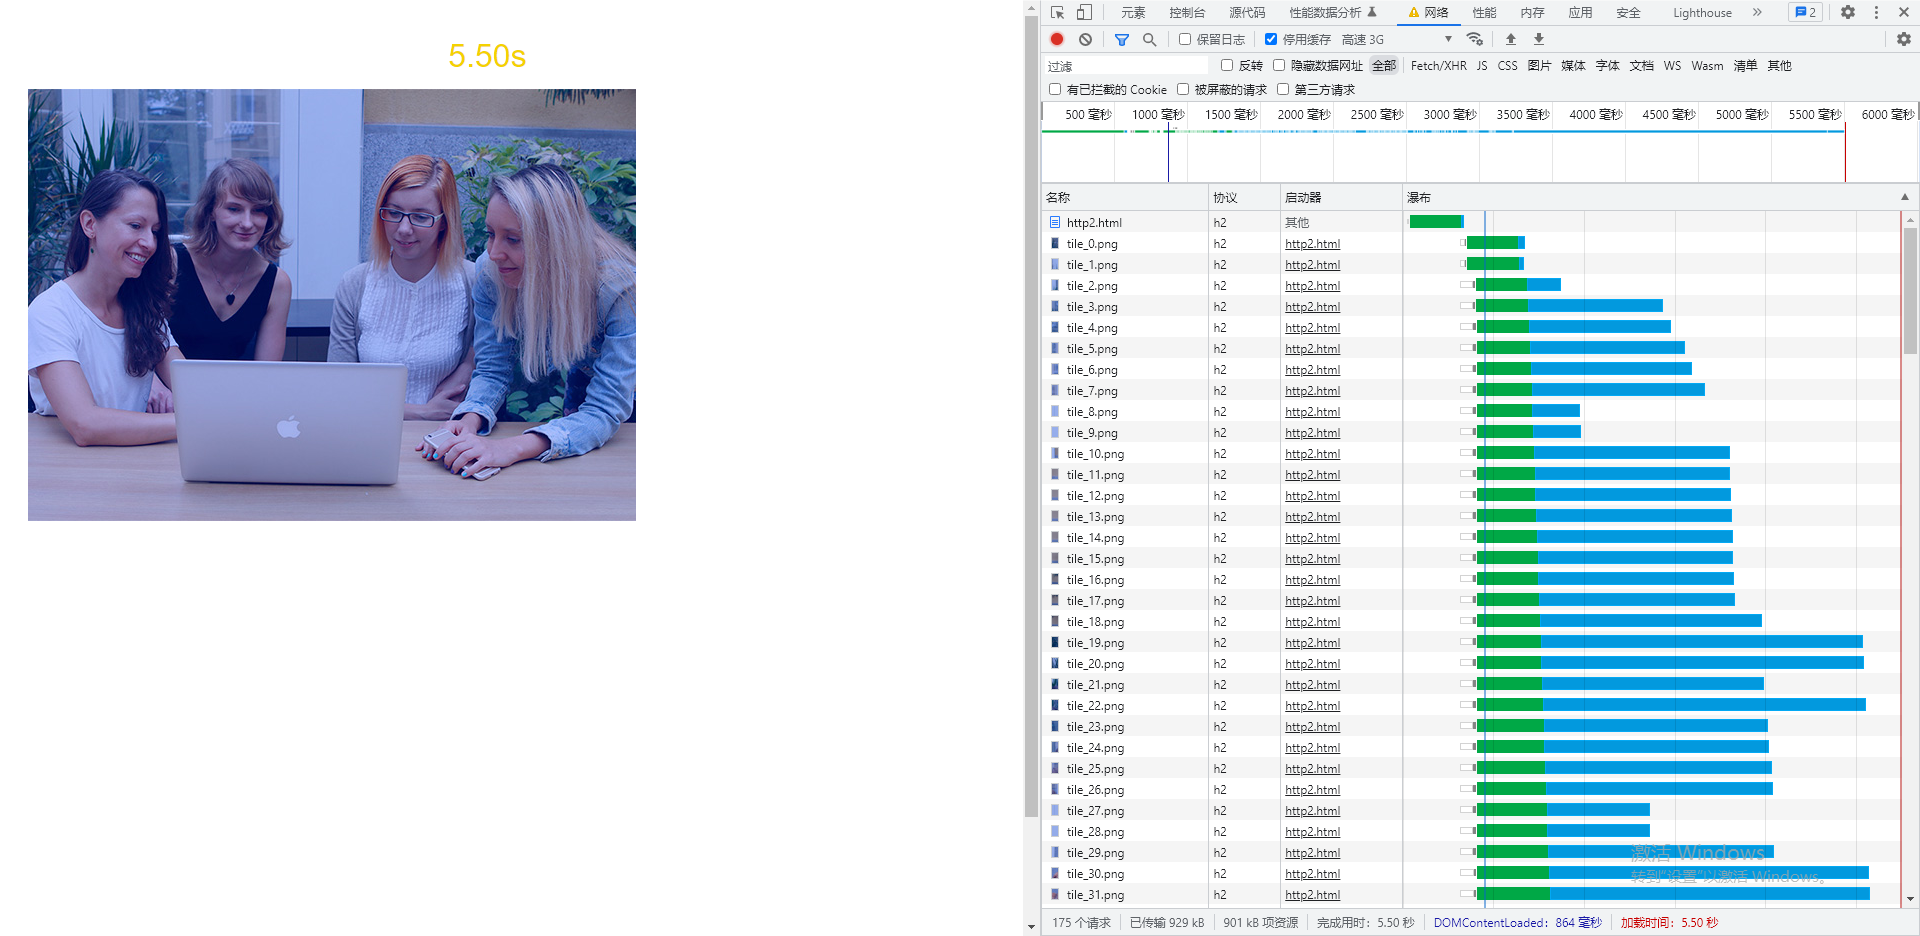 5.50s
元素 控制台 源代码 性能数据分析 网络 性能 内存 应用 安全 Lighthouse » 2
保留日志 停用缓存 高速 3G
过滤 反转 隐藏数据网址 全部 Fetch/XHR JS CSS 图片 媒体 字体 文档 WS Wasm 清单 其他
有已拦截的 Cookie 被屏蔽的请求 第三方请求
500 毫秒 1000 毫秒 1500 毫秒 2000 毫秒 2500 毫秒 3000 毫秒 3500 毫秒 4000 毫秒 4500 毫秒 5000 毫秒 5500 毫秒 6000 毫秒
名称 协议 启动器 瀑布
http2.html h2 其他
tile_0.png h2 http2.html
tile_1.png h2 http2.html
tile_2.png h2 http2.html
tile_3.png h2 http2.html
tile_4.png h2 http2.html
tile_5.png h2 http2.html
tile_6.png h2 http2.html
tile_7.png h2 http2.html
tile_8.png h2 http2.html
tile_9.png h2 http2.html
tile_10.png h2 http2.html
tile_11.png h2 http2.html
tile_12.png h2 http2.html
tile_13.png h2 http2.html
tile_14.png h2 http2.html
tile_15.png h2 http2.html
tile_16.png h2 http2.html
tile_17.png h2 http2.html
tile_18.png h2 http2.html
tile_19.png h2 http2.html
tile_20.png h2 http2.html
tile_21.png h2 http2.html
tile_22.png h2 http2.html
tile_23.png h2 http2.html
tile_24.png h2 http2.html
tile_25.png h2 http2.html
tile_26.png h2 http2.html
tile_27.png h2 http2.html
tile_28.png h2 http2.html
tile_29.png h2 http2.html
激活 Windows
tile_30.png h2 http2.html
转到"设置"以激活 Windows。
tile_31.png h2 http2.html
175 个请求 已传输 929 kB 901 kB 项资源 完成用时：5.50 秒 DOMContentLoaded：864 毫秒 加载时间：5.50 秒